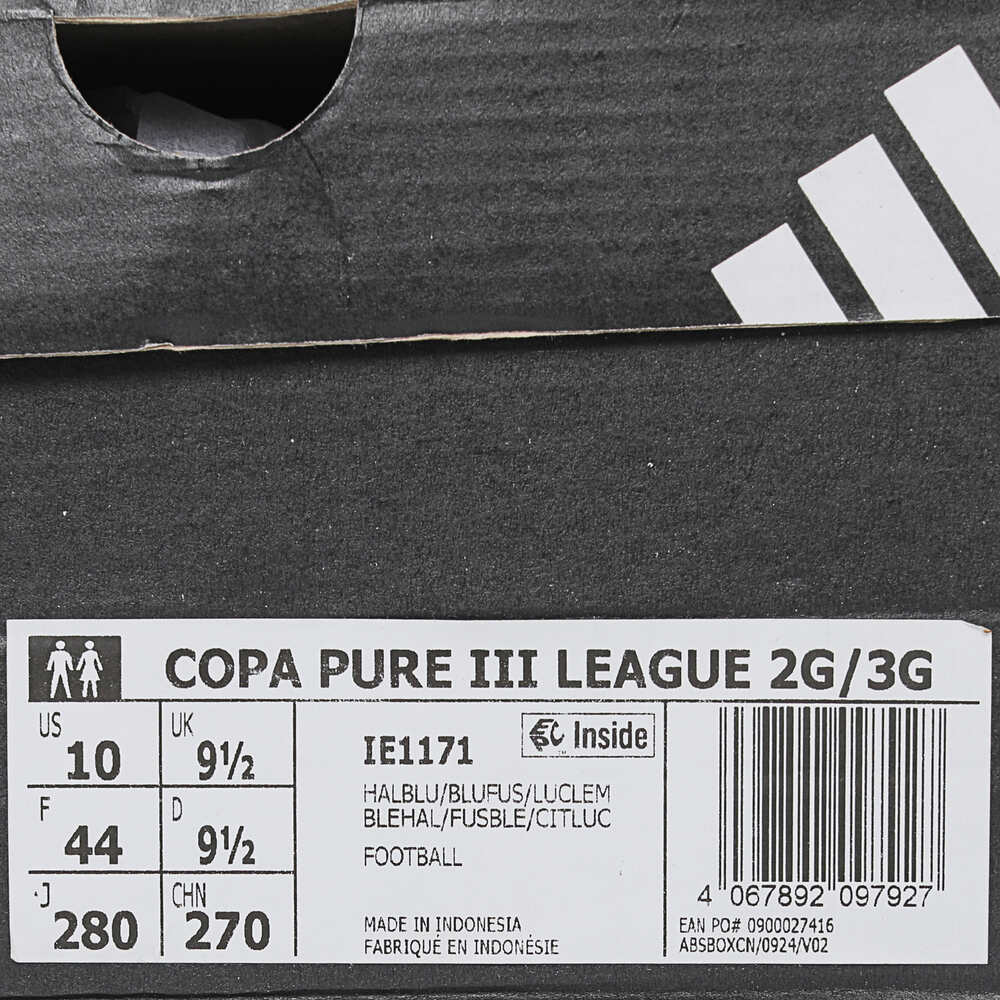 COPA PURE III LEAGUE 2G/3G
US
10
UK
9½
F
44
D
9½
J
280
CHN
270
IE1171
Inside
HALBLU/BLUFUS/LUCLEM
BLEHAL/FUSBLE/CITLUC
FOOTBALL
MADE IN INDONESIA
FABRIQUÉ EN INDONÉSIE
4 067892 097927
EAN PO# 0900027416
ABSBOXCN/0924/V02